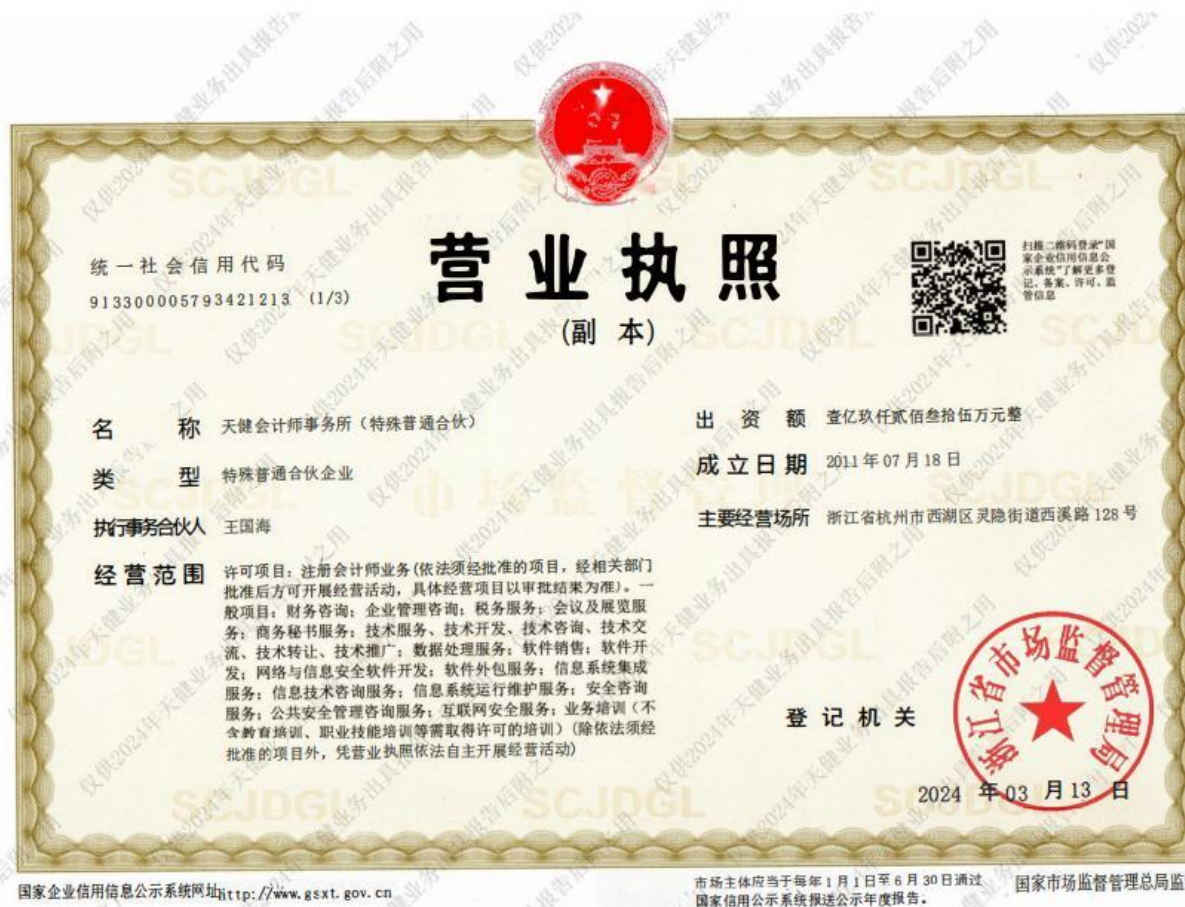 营业执照
(副 本)
统一社会信用代码
913300005793421213 (1/3)
扫描二维码登录“国
家企业信用信息公
示系统”了解更多登
记、备案、许可、监
管信息
名 称 天健会计师事务所（特殊普通合伙）
类 型 特殊普通合伙企业
执行事务合伙人 王国海
经营范围 许可项目：注册会计师业务(依法须经批准的项目，经相关部门
批准后方可开展经营活动，具体经营项目以审批结果为准)。一
般项目：财务咨询；企业管理咨询；税务服务；会议及展览服
务；商务秘书服务；技术服务、技术开发、技术咨询、技术交
流、技术转让、技术推广；数据处理服务；软件销售；软件开
发；网络与信息安全软件开发；软件外包服务；信息系统集成
服务；信息技术咨询服务；信息系统运行维护服务；安全咨询
服务；公共安全管理咨询服务；互联网安全服务；业务培训（不
含教育培训、职业技能培训等需取得许可的培训）(除依法须经
批准的项目外，凭营业执照依法自主开展经营活动)
出 资 额 壹亿玖仟贰佰叁拾伍万元整
成立日期 2011年07月18日
主要经营场所 浙江省杭州市西湖区灵隐街道西溪路128号
登记机关
浙江省市场监督管理局
2024 年 03 月 13 日
国家企业信用信息公示系统网址http://www.gsxt.gov.cn
市场主体应当于每年1月1日至6月30日通过
国家信用公示系统报送公示年度报告。
国家市场监督管理总局监
SCJDGL
市场监督管理
仅供2024年天健业务出具报告后附之用